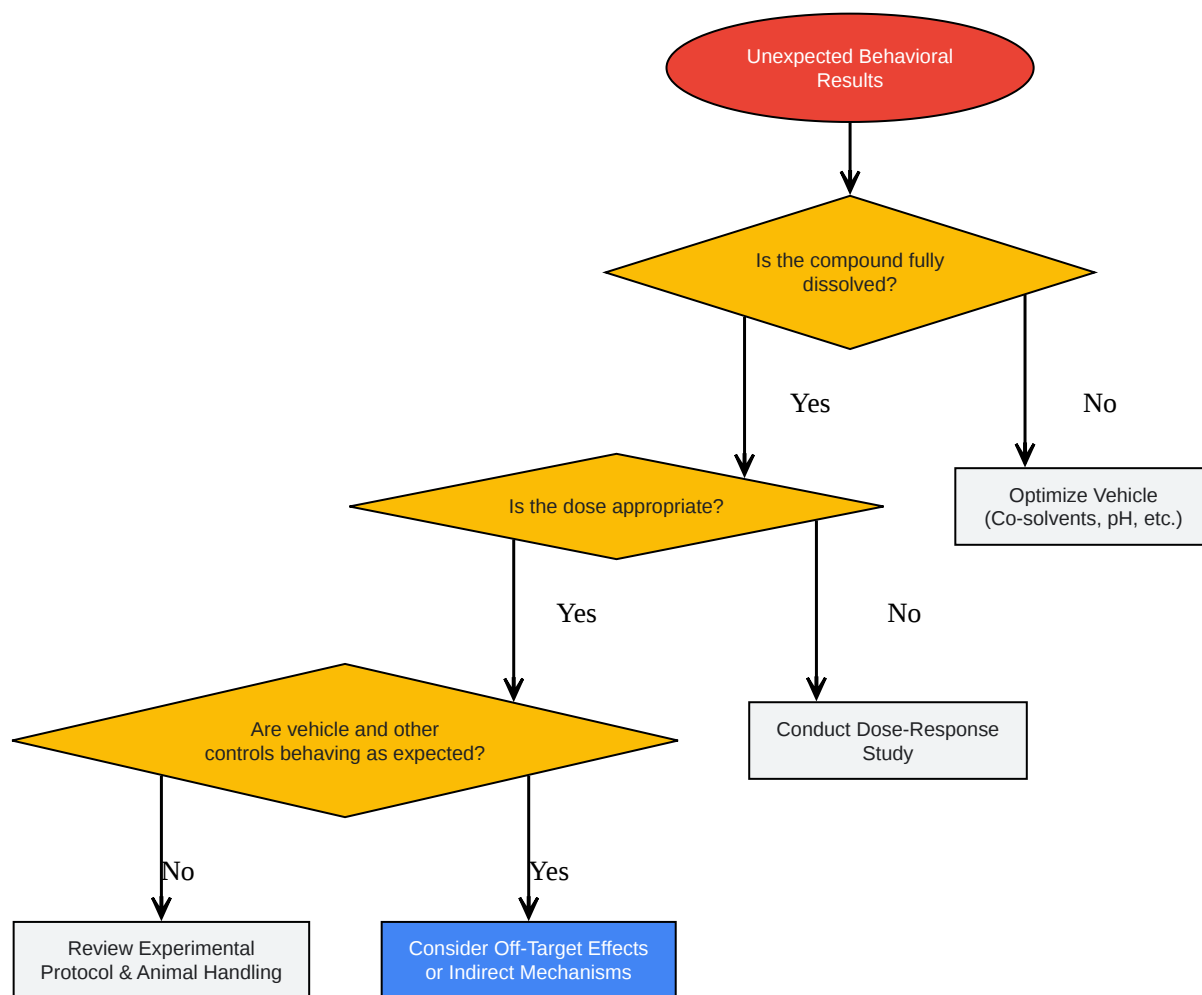 Unexpected Behavioral
Results
Is the compound fully
dissolved?
Yes
No
Optimize Vehicle
(Co-solvents, pH, etc.)
Is the dose appropriate?
Yes
No
Conduct Dose-Response
Study
Are vehicle and other
controls behaving as expected?
No
Yes
Review Experimental
Protocol & Animal Handling
Consider Off-Target Effects
or Indirect Mechanisms